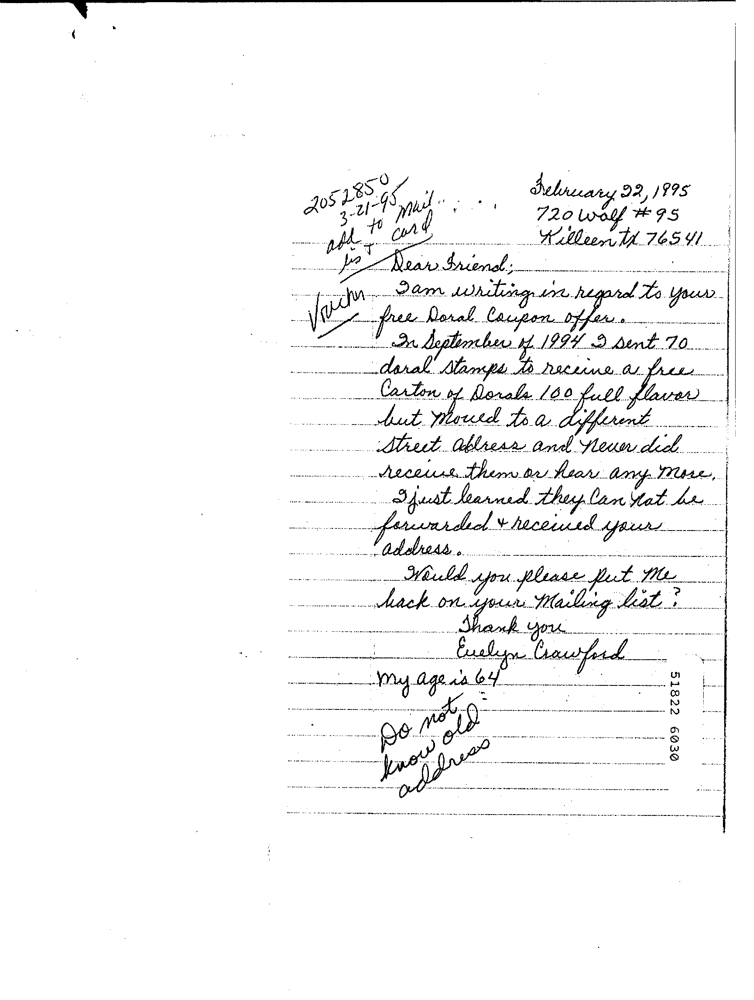 2052850
3-21-95
add to mail
list + card
Voucher
February 22, 1995
720 Wolf # 95
Killeen tx 76541
Dear Friend;
I am writing in regard to your
free Doral Coupon offer.
In September of 1994 I sent 70
doral stamps to receive a free
Carton of Dorals 100 full flavor
but moved to a different
street address and never did
receive them or hear any more.
I just learned they Can not be
forwarded + received your
address.
Would you please put me
back on your mailing list?
Thank you
Evelyn Crawford
My age is 64
Do not
know old
address
51822 6030